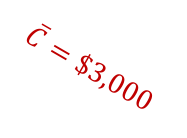 C̄ = $3,000